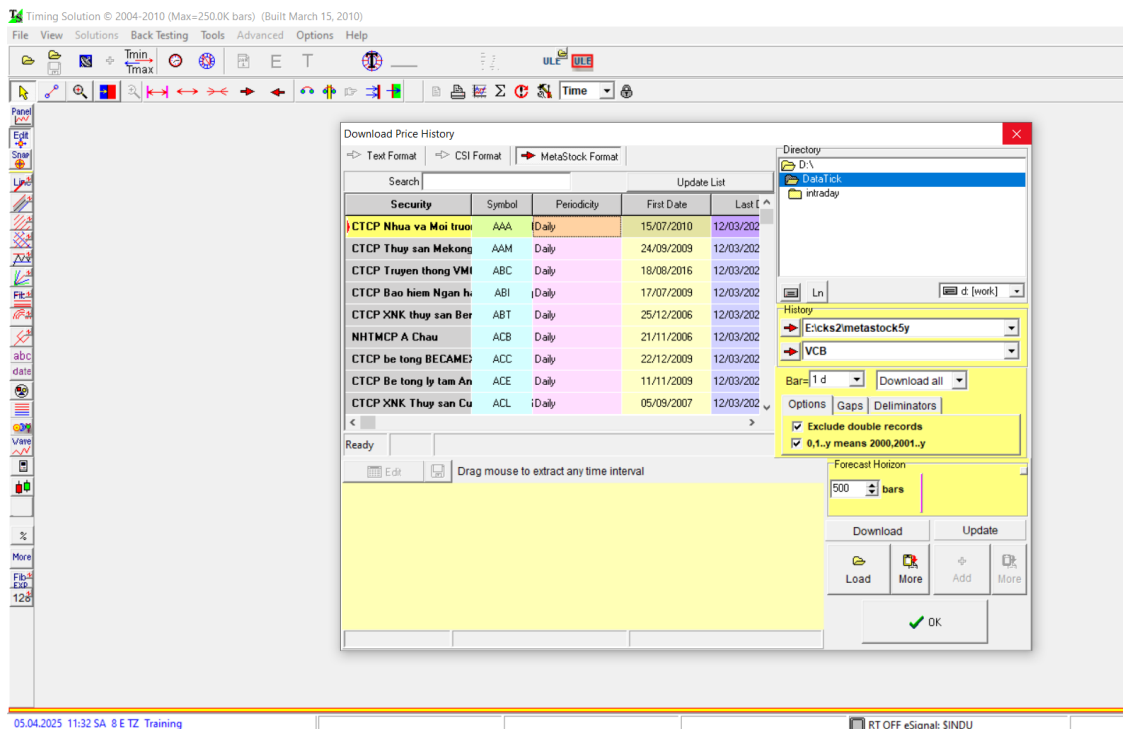 Timing Solution © 2004-2010 (Max=250.0K bars) (Built March 15, 2010)
File View Solutions Back Testing Tools Advanced Options Help
Tmin
Tmax
E T
ULE ULE
Σ Time
Panel
Edit
Snap
Line
Fit
abc
date
Wave
%
More
Fib
EXP
128
Download Price History
Text Format CSI Format MetaStock Format
Search Update List
Security Symbol Periodicity First Date Last D
CTCP Nhua va Moi truor AAA Daily 15/07/2010 12/03/202
CTCP Thuy san Mekong AAM Daily 24/09/2009 12/03/202
CTCP Truyen thong VM ABC Daily 18/08/2016 12/03/202
CTCP Bao hiem Ngan ha ABI Daily 17/07/2009 12/03/202
CTCP XNK thuy san Ber ABT Daily 25/12/2006 12/03/202
NHTMCP A Chau ACB Daily 21/11/2006 12/03/202
CTCP be tong BECAMEX ACC Daily 22/12/2009 12/03/202
CTCP Be tong ly tam An ACE Daily 11/11/2009 12/03/202
CTCP XNK Thuy san Cu ACL Daily 05/09/2007 12/03/202
Ready
Edit Drag mouse to extract any time interval
Directory
D:\
DataTick
intraday
Ln d: [work]
History
E:\cks2\metastock5y
VCB
Bar= 1 d Download all
Options Gaps Deliminators
Exclude double records
0,1..y means 2000,2001..y
Forecast Horizon
500 bars
Download Update
Load More Add More
OK
05.04.2025 11:32 SA 8 E TZ Training
RT OFF eSignal: $INDU